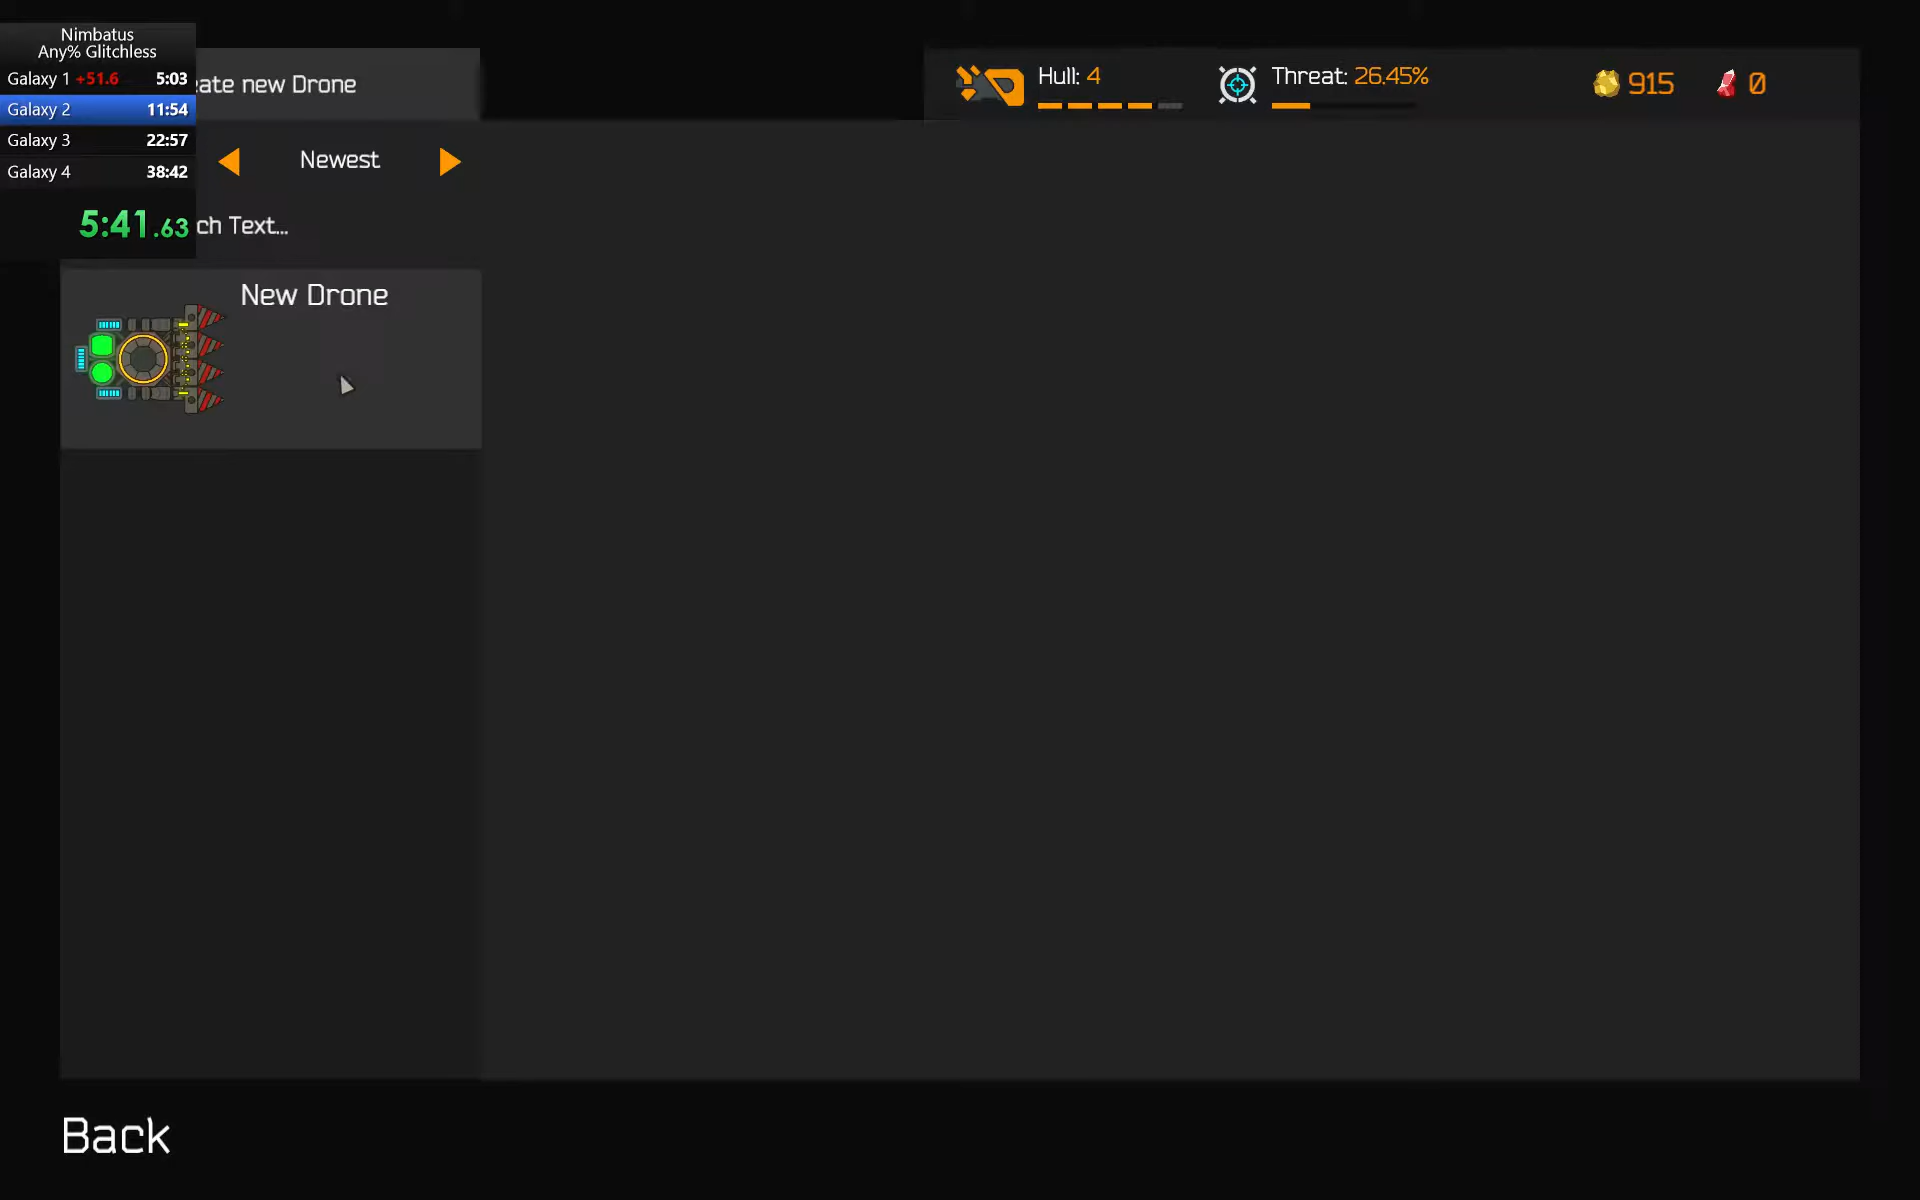 Nimbatus
Any% Glitchless
Galaxy 1 +51.6 5:03
Galaxy 2 11:54
Galaxy 3 22:57
Galaxy 4 38:42
5:41.63
ate new Drone
Hull: 4
Threat: 26.45%
915
0
Newest
ch Text...
New Drone
Back